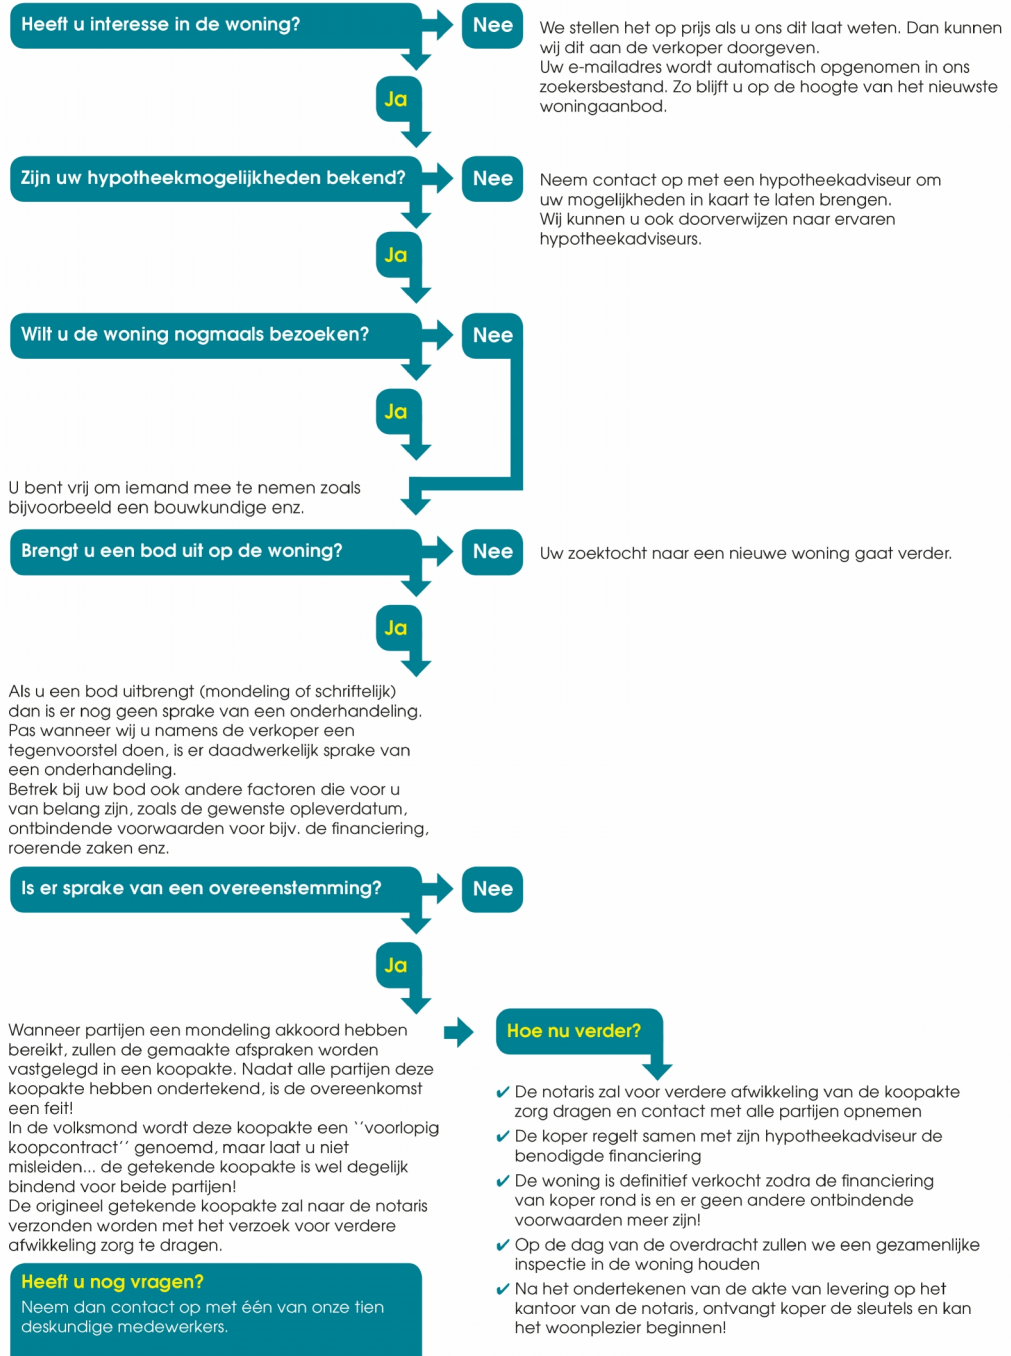 Heeft u interesse in de woning?
Nee
We stellen het op prijs als u ons dit laat weten. Dan kunnen
wij dit aan de verkoper doorgeven.
Uw e-mailadres wordt automatisch opgenomen in ons
zoekersbestand. Zo blijft u op de hoogte van het nieuwste
woningaanbod.
Ja
Zijn uw hypotheekmogelijkheden bekend?
Nee
Neem contact op met een hypotheekadviseur om
uw mogelijkheden in kaart te laten brengen.
Wij kunnen u ook doorverwijzen naar ervaren
hypotheekadviseurs.
Ja
Wilt u de woning nogmaals bezoeken?
Nee
Ja
U bent vrij om iemand mee te nemen zoals
bijvoorbeeld een bouwkundige enz.
Brengt u een bod uit op de woning?
Nee
Uw zoektocht naar een nieuwe woning gaat verder.
Ja
Als u een bod uitbrengt (mondeling of schriftelijk)
dan is er nog geen sprake van een onderhandeling.
Pas wanneer wij u namens de verkoper een
tegenvoorstel doen, is er daadwerkelijk sprake van
een onderhandeling.
Betrek bij uw bod ook andere factoren die voor u
van belang zijn, zoals de gewenste opleverdatum,
ontbindende voorwaarden voor bijv. de financiering,
roerende zaken enz.
Is er sprake van een overeenstemming?
Nee
Ja
Wanneer partijen een mondeling akkoord hebben
bereikt, zullen de gemaakte afspraken worden
vastgelegd in een koopakte. Nadat alle partijen deze
koopakte hebben ondertekend, is de overeenkomst
een feit!
In de volksmond wordt deze koopakte een ‵‵voorlopig
koopcontract′′ genoemd, maar laat u niet
misleiden... de getekende koopakte is wel degelijk
bindend voor beide partijen!
De origineel getekende koopakte zal naar de notaris
verzonden worden met het verzoek voor verdere
afwikkeling zorg te dragen.
Hoe nu verder?
✔ De notaris zal voor verdere afwikkeling van de koopakte
zorg dragen en contact met alle partijen opnemen
✔ De koper regelt samen met zijn hypotheekadviseur de
benodigde financiering
✔ De woning is definitief verkocht zodra de financiering
van koper rond is en er geen andere ontbindende
voorwaarden meer zijn!
✔ Op de dag van de overdracht zullen we een gezamenlijke
inspectie in de woning houden
✔ Na het ondertekenen van de akte van levering op het
kantoor van de notaris, ontvangt koper de sleutels en kan
het woonplezier beginnen!
Heeft u nog vragen?
Neem dan contact op met één van onze tien
deskundige medewerkers.